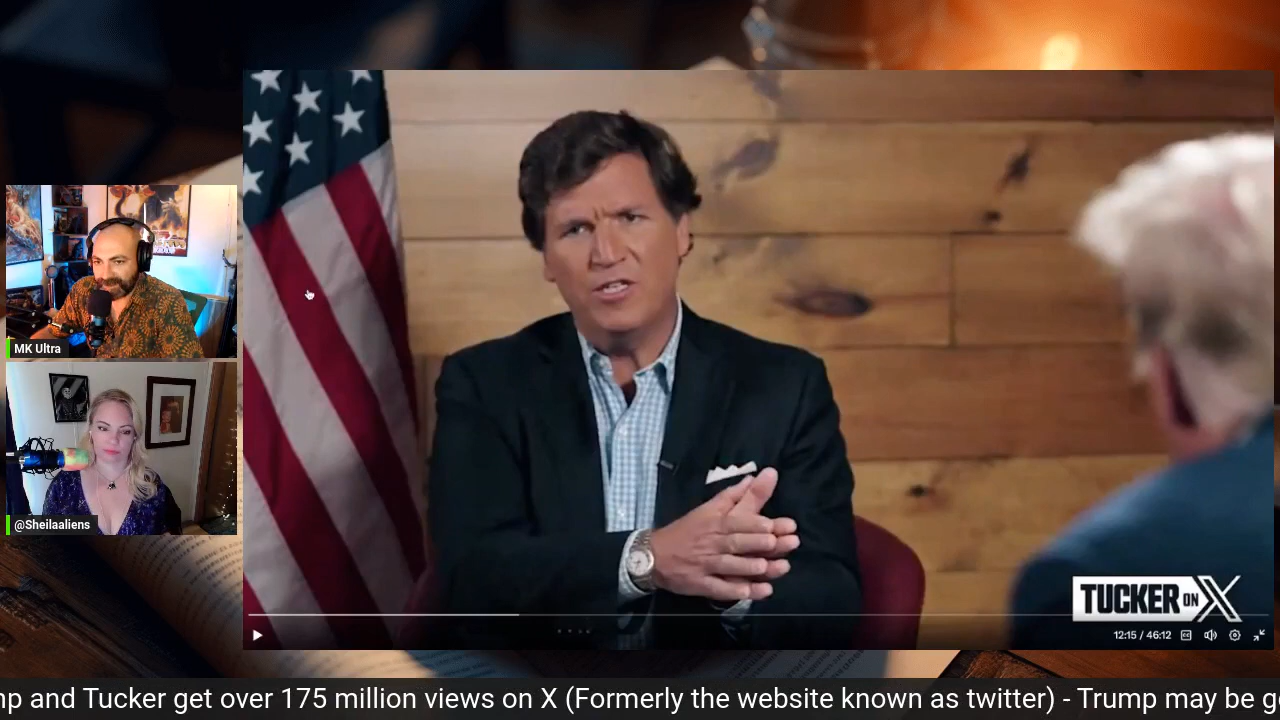 MK Ultra
@Sheilaaliens
TUCKER ON X
12:15 / 46:12
and Tucker get over 175 million views on X (Formerly the website known as twitter) - Trump may be